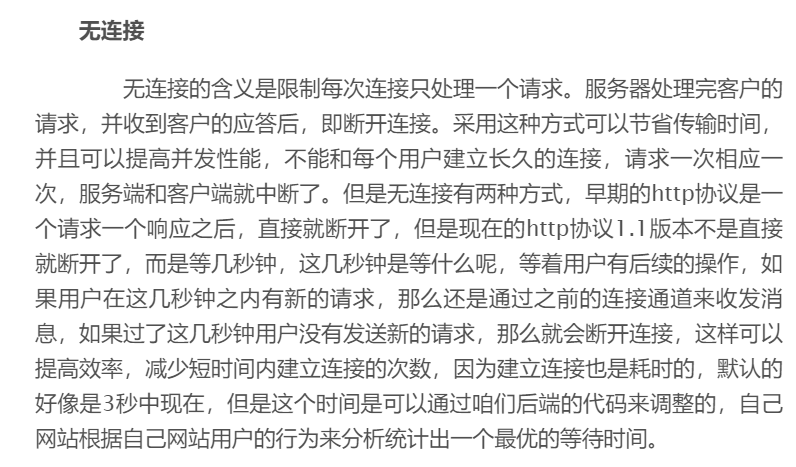 无连接
无连接的含义是限制每次连接只处理一个请求。服务器处理完客户的
请求，并收到客户的应答后，即断开连接。采用这种方式可以节省传输时间，
并且可以提高并发性能，不能和每个用户建立长久的连接，请求一次相应一
次，服务端和客户端就中断了。但是无连接有两种方式，早期的http协议是一
个请求一个响应之后，直接就断开了，但是现在的http协议1.1版本不是直接
就断开了，而是等几秒钟，这几秒钟是等什么呢，等着用户有后续的操作，如
果用户在这几秒钟之内有新的请求，那么还是通过之前的连接通道来收发消
息，如果过了这几秒钟用户没有发送新的请求，那么就会断开连接，这样可以
提高效率，减少短时间内建立连接的次数，因为建立连接也是耗时的，默认的
好像是3秒中现在，但是这个时间是可以通过咱们后端的代码来调整的，自己
网站根据自己网站用户的行为来分析统计出一个最优的等待时间。